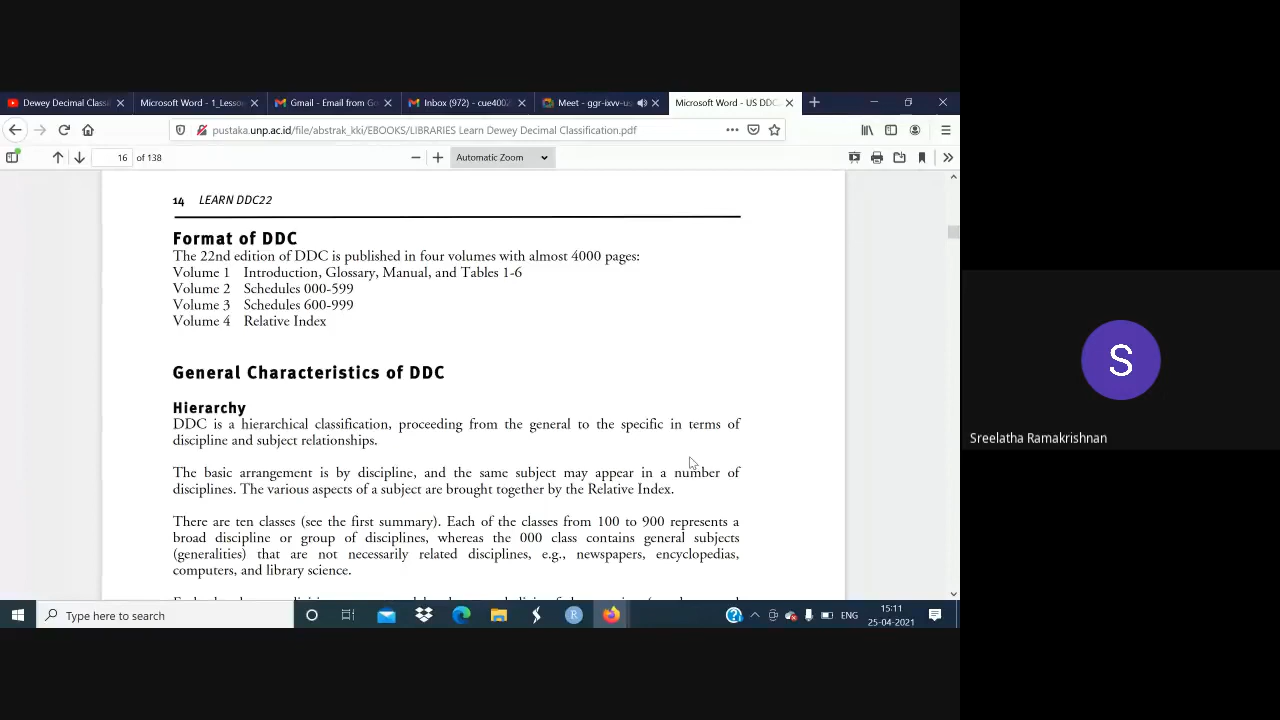 Dewey Decimal Classi
Microsoft Word - 1_Lesso
Gmail - Email from Go
Inbox (972) - cue4002
Meet - ggr-ixvv-us
Microsoft Word - US DDC
pustaka.unp.ac.id/file/abstrak_kki/EBOOKS/LIBRARIES Learn Dewey Decimal Classification.pdf
16 of 138
Automatic Zoom
14 LEARN DDC22
Format of DDC
The 22nd edition of DDC is published in four volumes with almost 4000 pages:
Volume 1 Introduction, Glossary, Manual, and Tables 1-6
Volume 2 Schedules 000-599
Volume 3 Schedules 600-999
Volume 4 Relative Index
General Characteristics of DDC
Hierarchy
DDC is a hierarchical classification, proceeding from the general to the specific in terms of
discipline and subject relationships.
The basic arrangement is by discipline, and the same subject may appear in a number of
disciplines. The various aspects of a subject are brought together by the Relative Index.
There are ten classes (see the first summary). Each of the classes from 100 to 900 represents a
broad discipline or group of disciplines, whereas the 000 class contains general subjects
(generalities) that are not necessarily related disciplines, e.g., newspapers, encyclopedias,
computers, and library science.
S
Sreelatha Ramakrishnan
Type here to search
R
ENG
15:11
25-04-2021